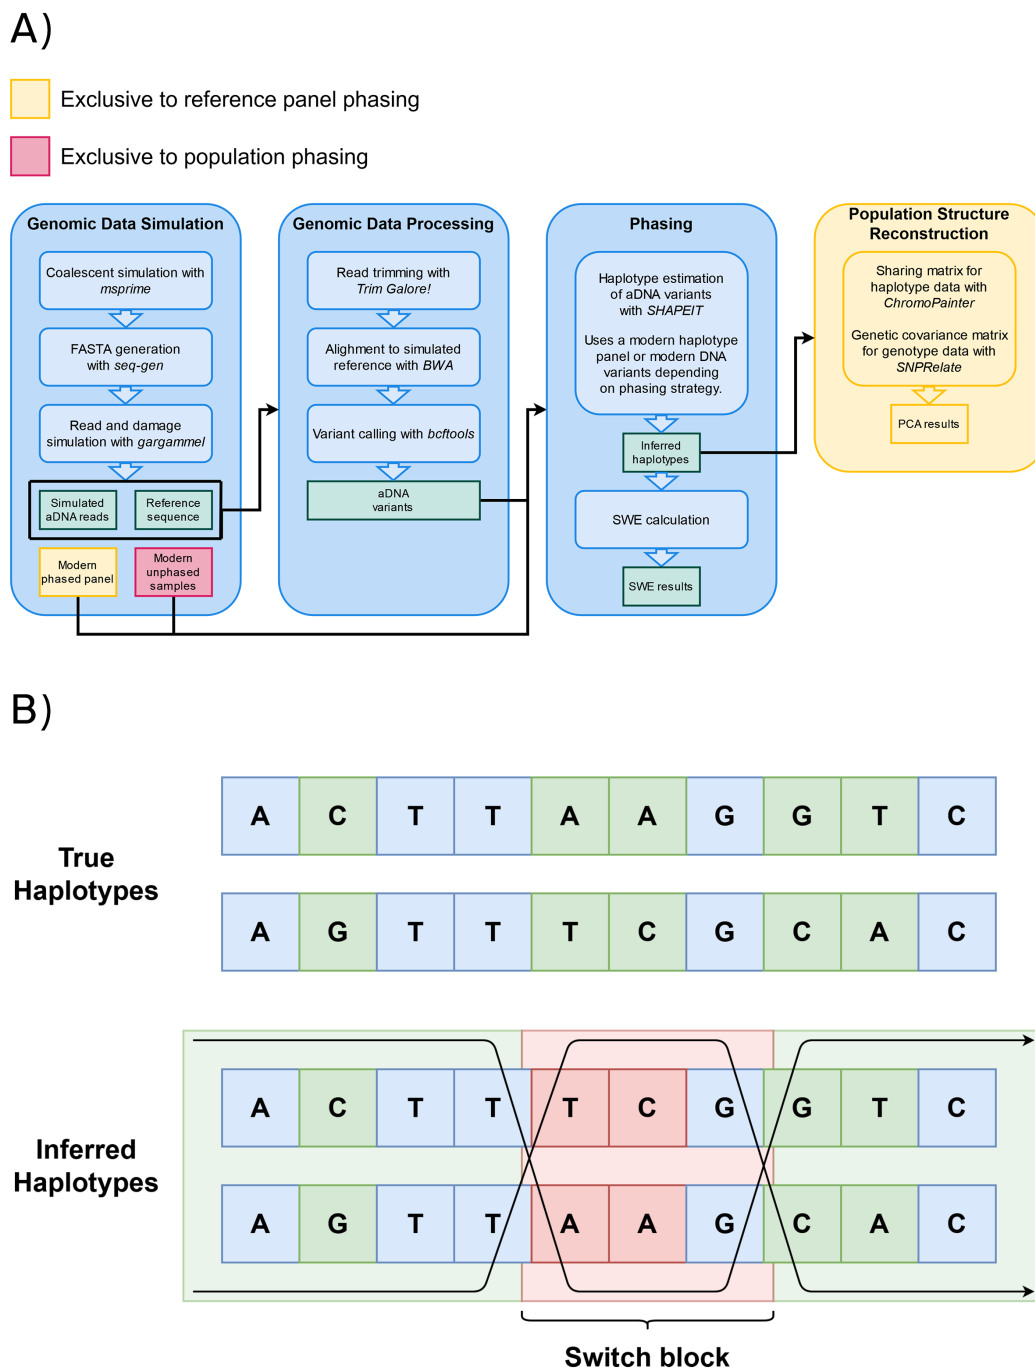 A)
Exclusive to reference panel phasing
Exclusive to population phasing
Genomic Data Simulation
Coalescent simulation with
msprime
FASTA generation
with seq-gen
Read and damage
simulation with gargammel
Simulated
aDNA reads
Reference
sequence
Modern
phased panel
Modern
unphased
samples
Genomic Data Processing
Read trimming with
Trim Galore!
Alighment to simulated
reference with BWA
Variant calling with bcftools
aDNA
variants
Phasing
Haplotype estimation
of aDNA variants
with SHAPEIT
Uses a modern haplotype
panel or modern DNA
variants depending
on phasing strategy.
Inferred
haplotypes
SWE calculation
SWE results
Population Structure
Reconstruction
Sharing matrix for
haplotype data with
ChromoPainter
Genetic covariance matrix
for genotype data with
SNPRelate
PCA results
B)
True
Haplotypes
A C T T A A G G T C
A G T T T C G C A C
Inferred
Haplotypes
A C T T T C G G T C
A G T T A A G C A C
Switch block